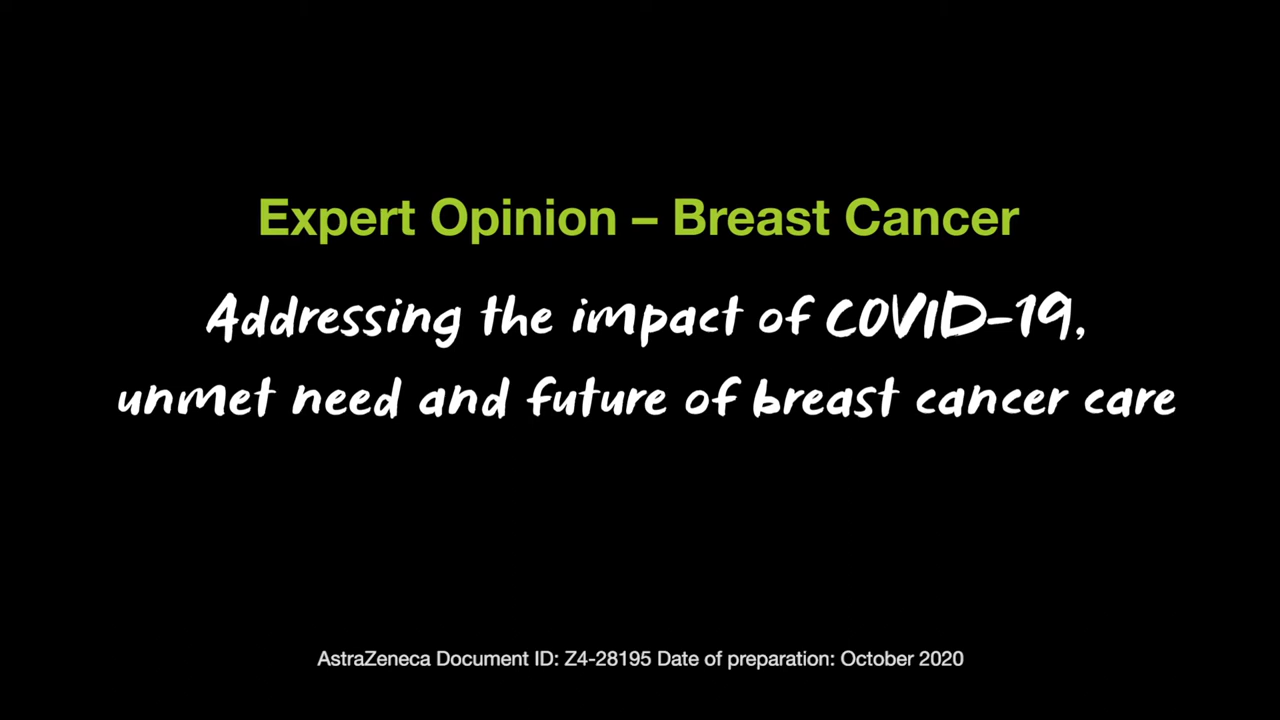 Expert Opinion – Breast Cancer
Addressing the impact of COVID-19,
unmet need and future of breast cancer care
AstraZeneca Document ID: Z4-28195 Date of preparation: October 2020